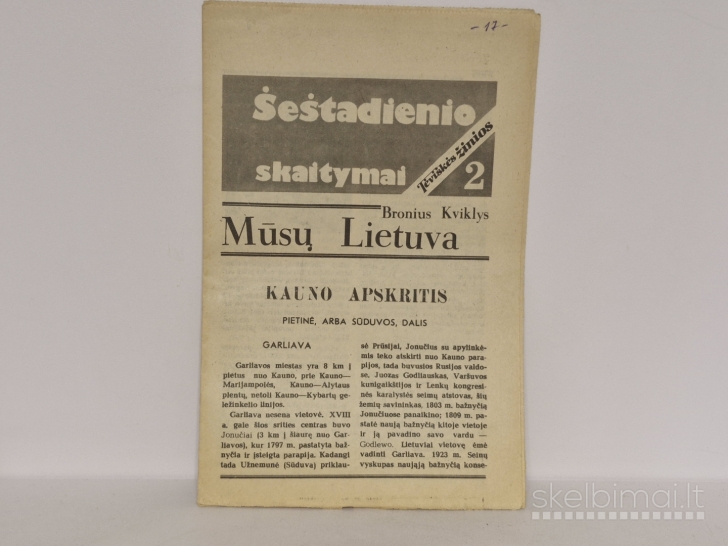 - 17 -
Šeštadienio
skaitymai
Tėviškės žinios
2
Bronius Kviklys
Mūsų Lietuva
KAUNO APSKRITIS
PIETINĖ, ARBA SŪDUVOS, DALIS
GARLIAVA
Garliavos miestas yra 8 km į
pietus nuo Kauno, prie Kauno—
Marijampolės, Kauno—Alytaus
plentų, netoli Kauno—Kybartų ge-
ležinkelio linijos.
Garliava nesena vietovė. XVIII
a. gale šios srities centras buvo
Jonučiai (3 km į šiaurę nuo Gar-
liavos), kur 1797 m. pastatyta baž-
nyčia ir įsteigta parapija. Kadangi
tada Užnemunė (Sūduva) priklau-
sė Prūsijai, Jonučius su apylinkė-
mis teko atskirti nuo Kauno para-
pijos, tada buvusios Rusijos valdo-
se. Juozas Godliauskas, Varšuvos
kunigaikštijos ir Lenkų kongresi-
nės karalystės seimų atstovas, šių
žemių savininkas, 1803 m. bažnyčią
Jonučiuose panaikino; 1809 m. pa-
statė naują bažnyčią kitoje vietoje
ir ją pavadino savo vardu —
Godlewo. Lietuviai vietovę ėmė
vadinti Garliava. 1923 m. Seinų
vyskupas naująją bažnyčią konse-
skelbimai.lt